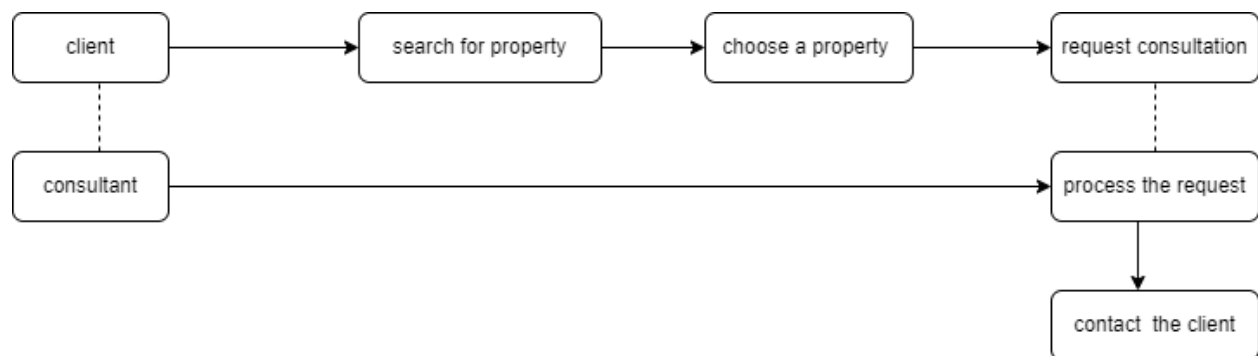 client
search for property
choose a property
request consultation
consultant
process the request
contact  the client